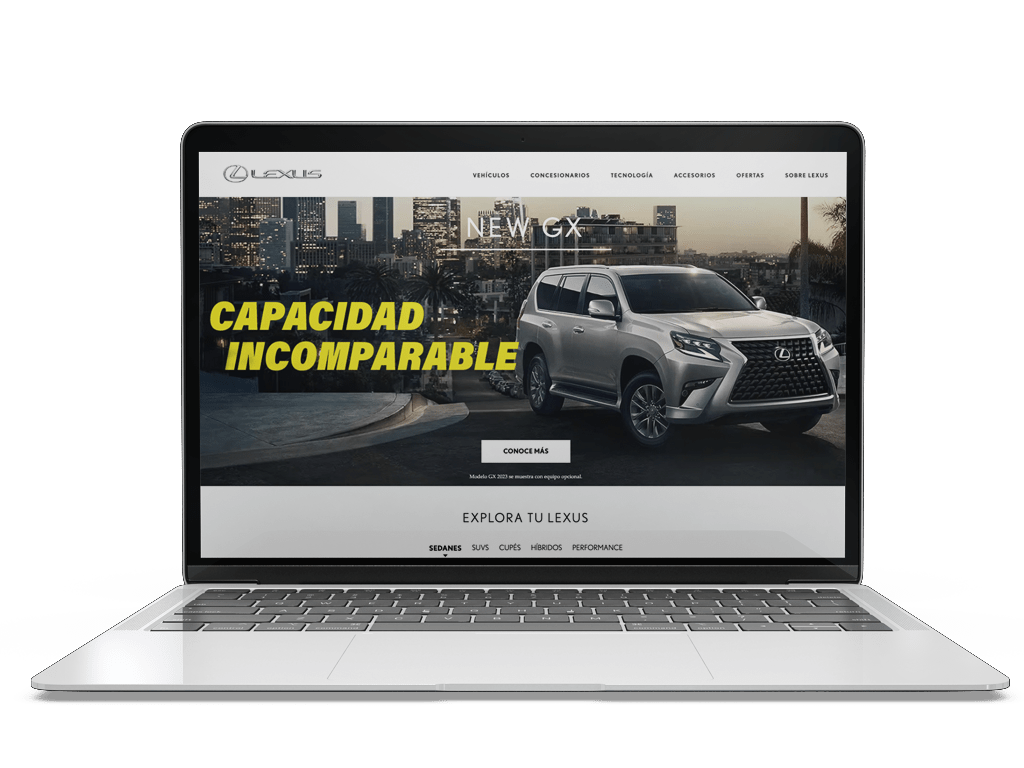 LEXUS
VEHÍCULOS CONCESIONARIOS TECNOLOGÍA ACCESORIOS OFERTAS SOBRE LEXUS
NEW GX
CAPACIDAD
INCOMPARABLE
CONOCE MÁS
Modelo GX 2023 se muestra con equipo opcional.
EXPLORA TU LEXUS
SEDANES SUVS CUPÉS HÍBRIDOS PERFORMANCE